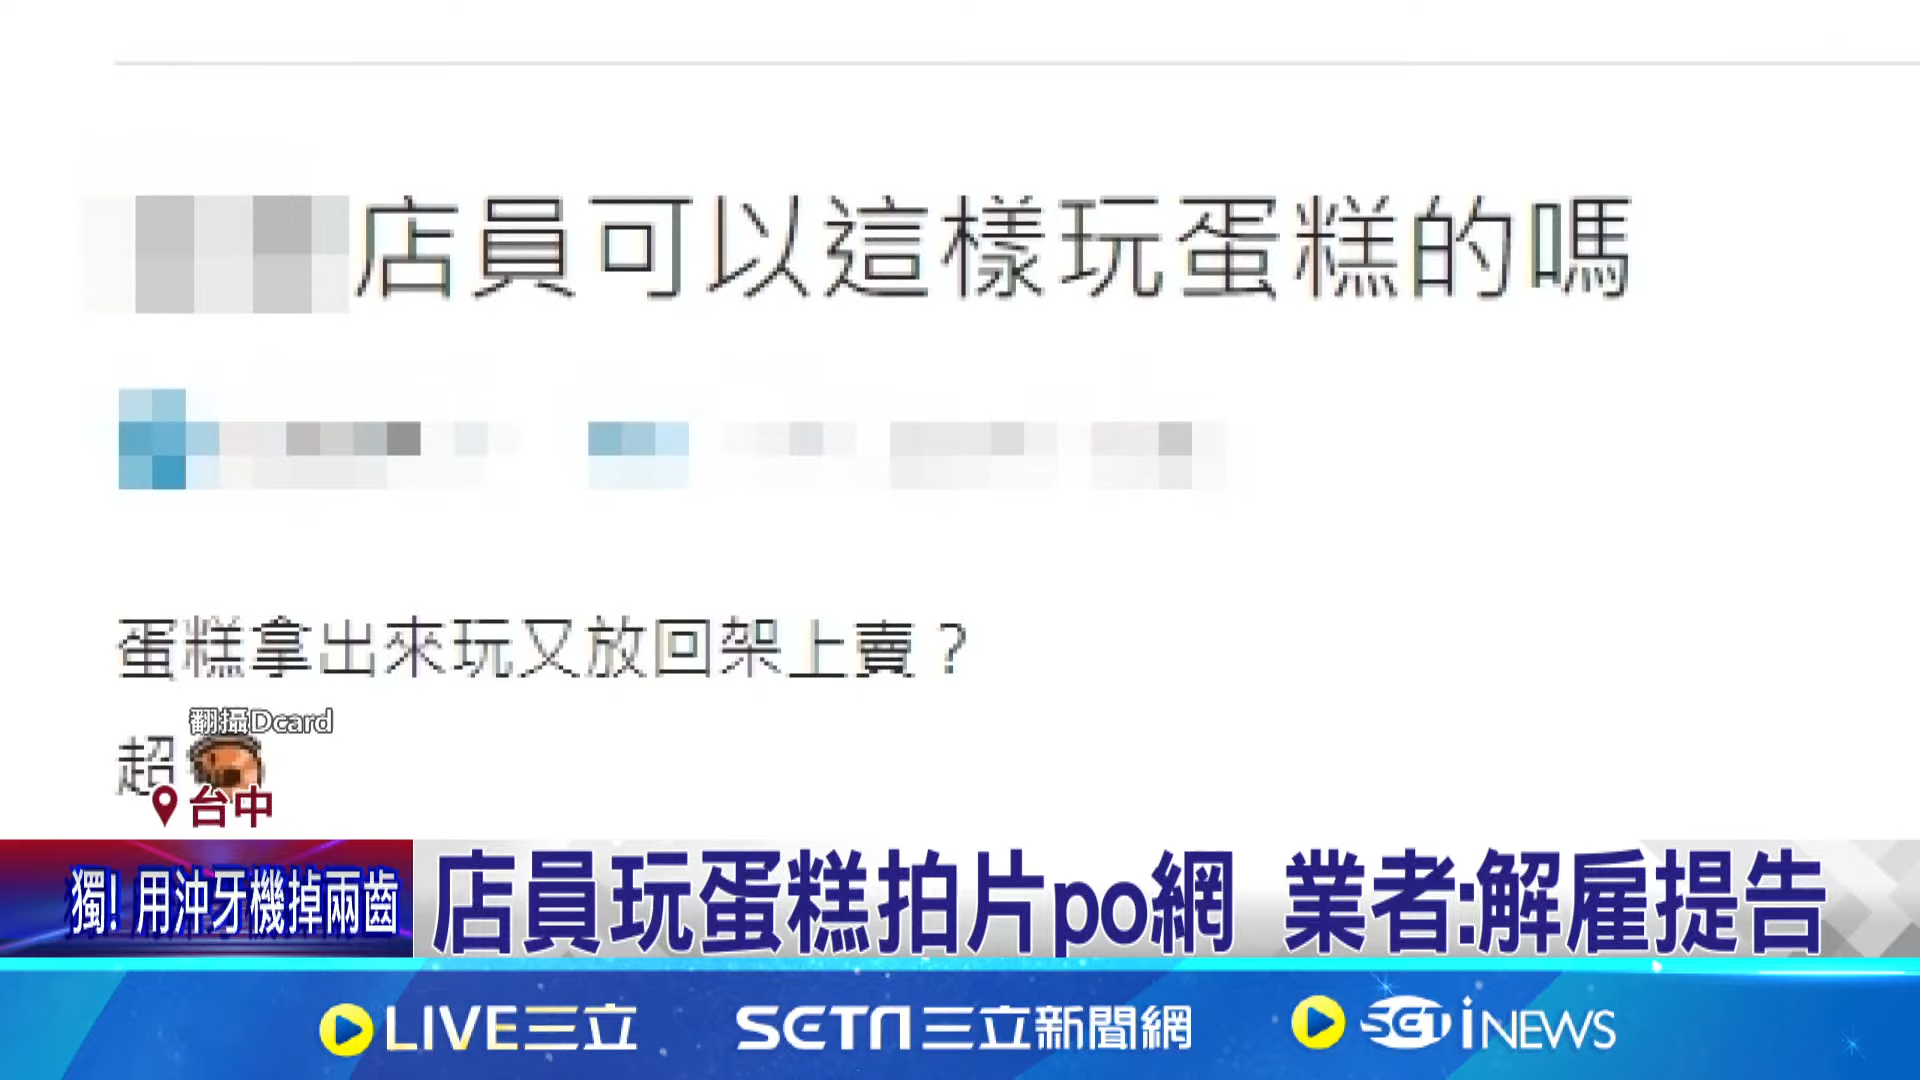 店員可以這樣玩蛋糕的嗎
蛋糕拿出來玩又放回架上賣？
翻攝Dcard
超
台中
獨! 用沖牙機掉兩齒
店員玩蛋糕拍片po網 業者:解雇提告
LIVE三立
SETN三立新聞網
SET iNEWS